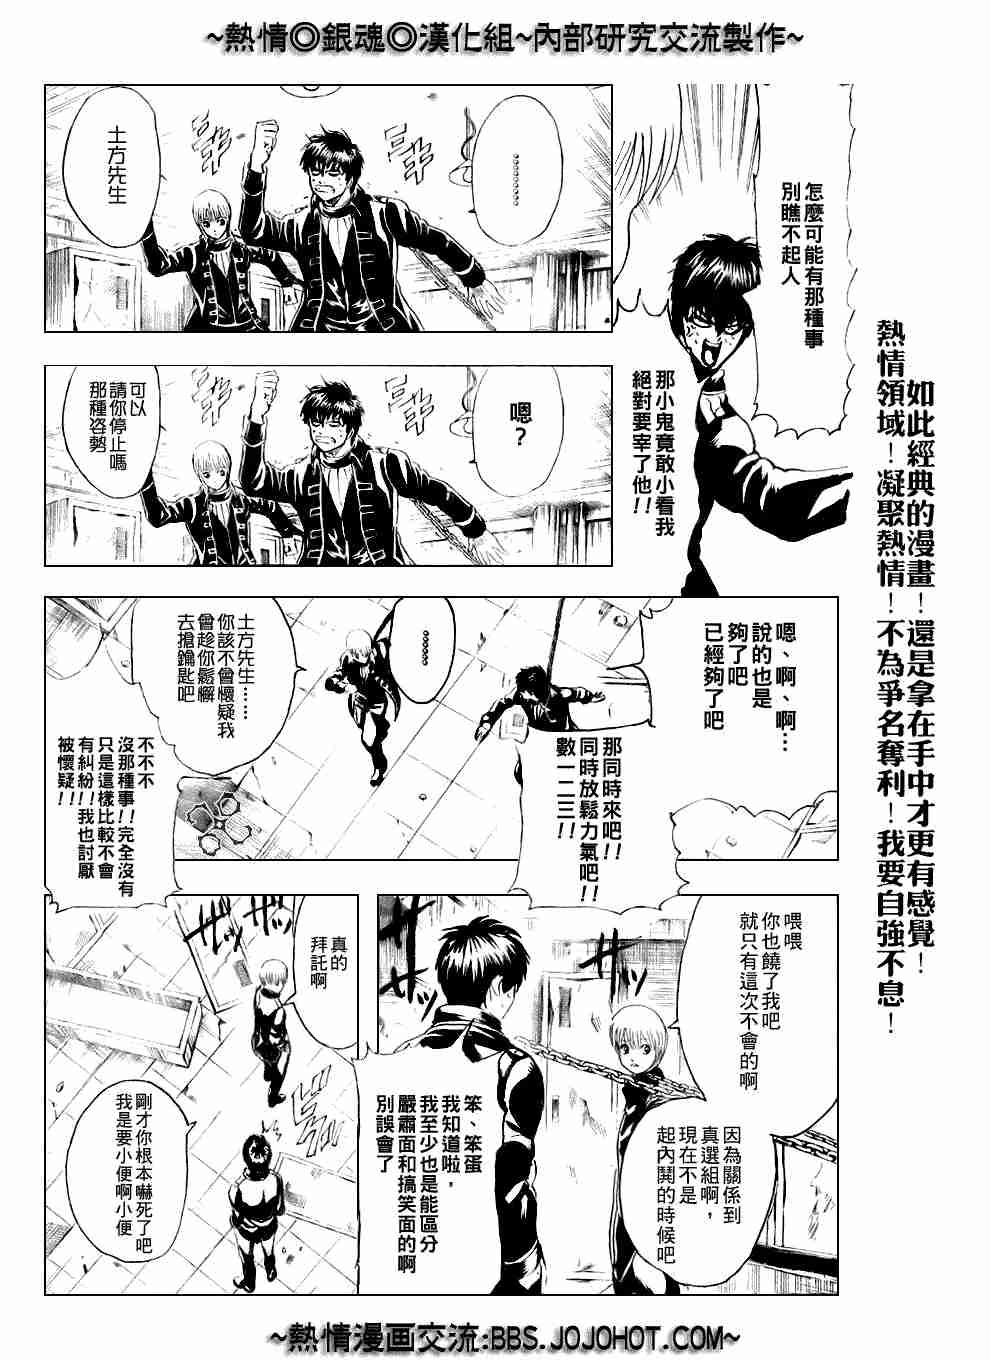 ~熱情◎銀魂◎漢化組~內部研究交流製作~
怎麼可能有那種事
別瞧不起人
那小鬼竟敢小看我
絕對要宰了他!!
…………
土方先生
嗯？
可以
請你停止嗎
那種姿勢
嗯、啊、啊…
說的也是
夠了吧
已經夠了吧
那同時來吧!!
同時放鬆力氣吧!!
數一二三!!
……
土方先生……
你該不會懷疑我
會趁你鬆懈
去搶鑰匙吧
不不不
沒那種事!!完全沒有
只是這樣比較不會
有糾紛!!我也討厭
被懷疑!!
喂喂
你也饒了我吧
就只有這次不會的啊
因為關係到
真選組啊，
現在不是
起內鬨的時候吧
笨、笨蛋
我知道啦，
我至少也是能區分
嚴肅面和搞笑面的啊
別誤會了
真的
拜託啊
剛才你根本嚇死了吧
我是要小便啊小便
如此經典的漫畫！還是拿在手中才更有感覺！
熱情領域！凝聚熱情！不為爭名奪利！我要自強不息！
~熱情漫画交流:BBS.JOJOHOT.COM~